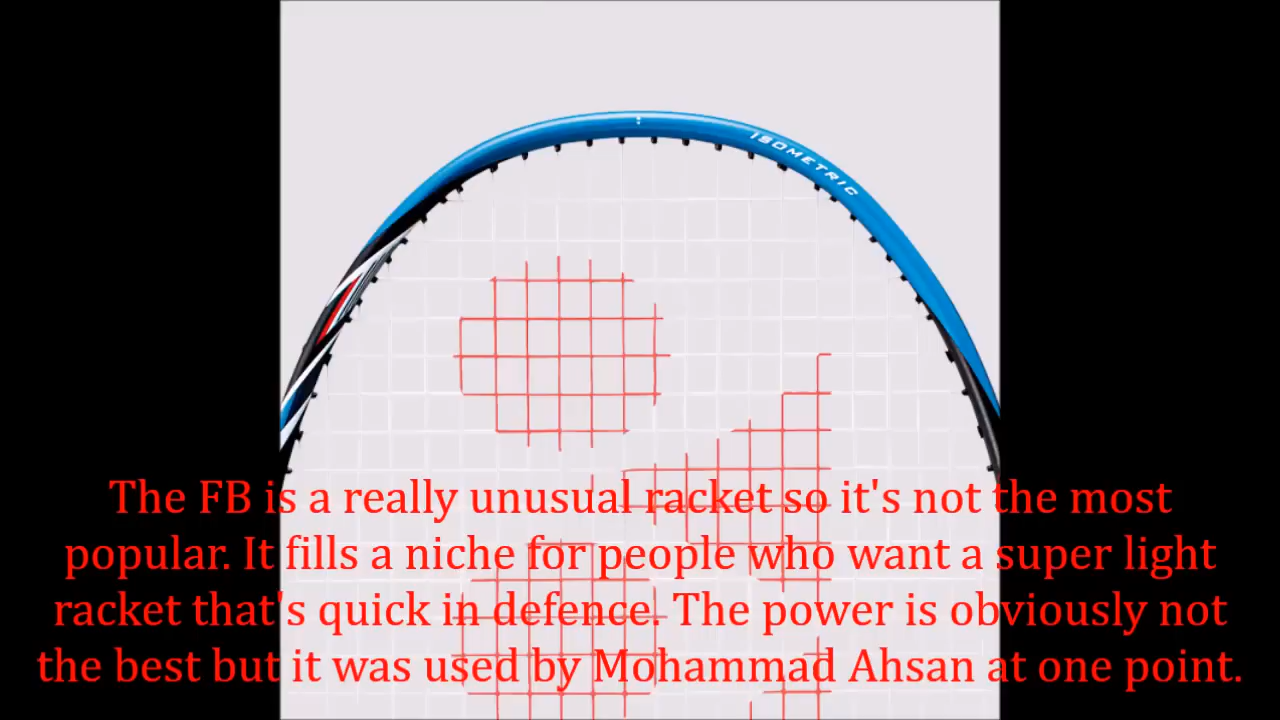 ISOMETRIC
The FB is a really unusual racket so it's not the most
popular. It fills a niche for people who want a super light
racket that's quick in defence. The power is obviously not
the best but it was used by Mohammad Ahsan at one point.